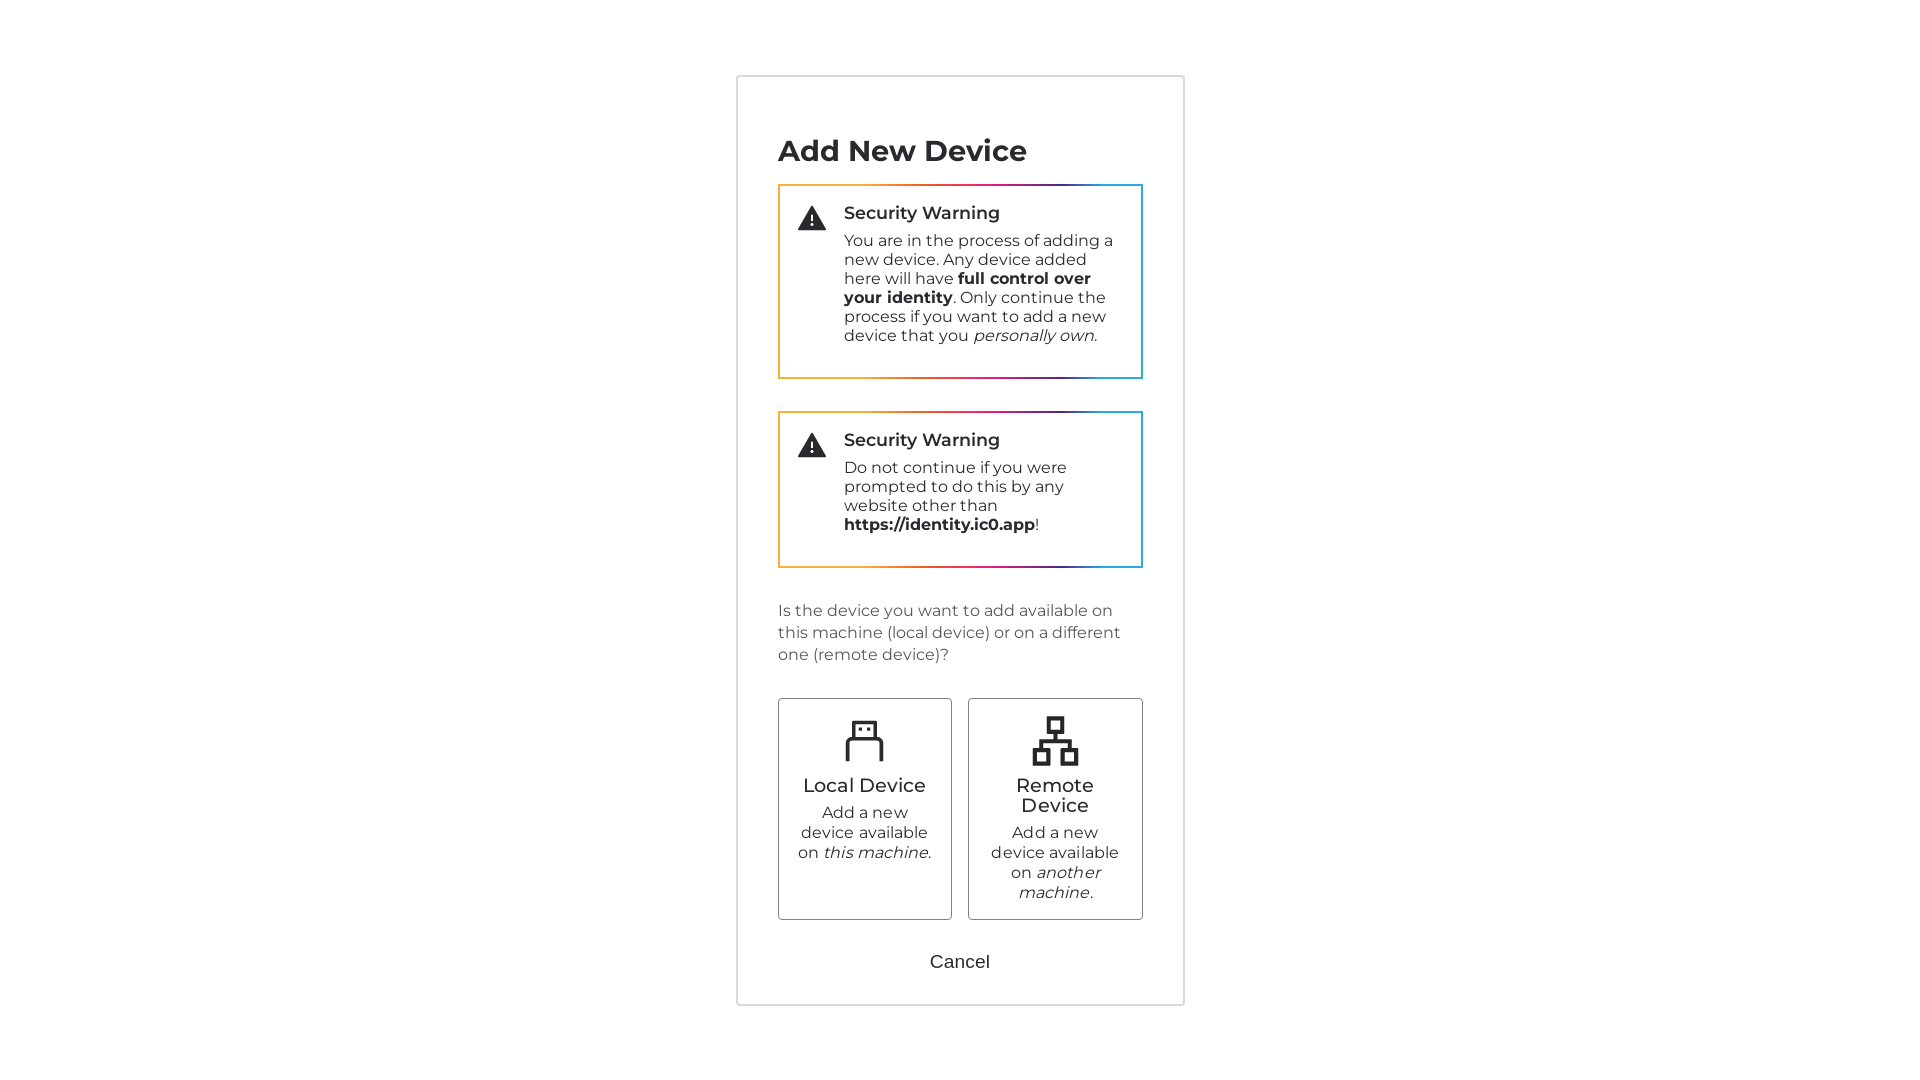 Add New Device
Security Warning
You are in the process of adding a
new device. Any device added
here will have full control over
your identity. Only continue the
process if you want to add a new
device that you personally own.
Security Warning
Do not continue if you were
prompted to do this by any
website other than
https://identity.ic0.app!
Is the device you want to add available on
this machine (local device) or on a different
one (remote device)?
Local Device
Add a new
device available
on this machine.
Remote
Device
Add a new
device available
on another
machine.
Cancel